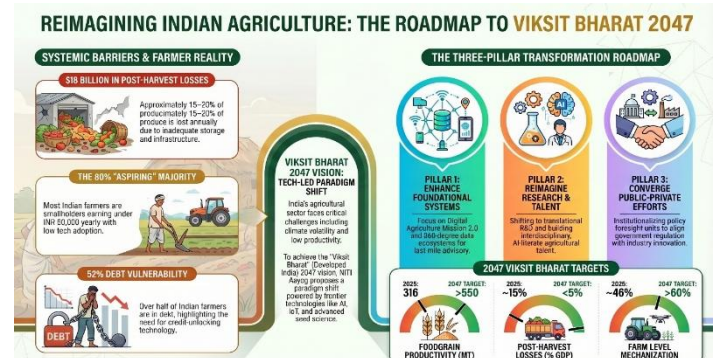 REIMAGINING INDIAN AGRICULTURE: THE ROADMAP TO VIKSIT BHARAT 2047
SYSTEMIC BARRIERS & FARMER REALITY
$18 BILLION IN POST-HARVEST LOSSES
Approximately 15–20% of
producimately 15–20% of
produce is lost annually
due to inadequate storage
and infrastructure.
THE 80% "ASPIRING" MAJORITY
Most Indian farmers are
smallholders earning under
INR 80,000 yearly with
low tech adoption.
52% DEBT VULNERABILITY
Over half of Indian farmers
are in debt, highlighting the
need for credit-unlocking
technology.
DEBT
VIKSIT BHARAT
2047 VISION:
TECH-LED PARADIGM
SHIFT
India's agricultural
sector faces critical
challenges including
climate volatility and
low productivity.
To achieve the "Viksit
Bharat" (Developed
India) 2047 vision, NITI
Aayog proposes a
paradigm shift
powered by frontier
technologies like AI,
IoT, and advanced
seed science.
THE THREE-PILLAR TRANSFORMATION ROADMAP
AI
PILLAR 1:
ENHANCE
FOUNDATIONAL
SYSTEMS
Focus on Digital
Agriculture Mission 2.0
and 360-degree data
ecosystems for
last mile advisory.
PILLAR 2:
REIMAGINE
RESEARCH &
TALENT
Shifting to translational
R&D and building
interdisciplinary,
AI-literate agricultural
talent.
PILLAR 3:
CONVERGE
PUBLIC-PRIVATE
EFFORTS
Institutionalizing policy
foresight units to align
government regulation
with industry innovation.
2047 VIKSIT BHARAT TARGETS
2025:
316
2047 TARGET:
>550
FOODGRAIN
PRODUCTIVITY (MT)
2025:
~15%
2047 TARGET:
<5%
POST-HARVEST
LOSSES (% GDP)
2025:
~46%
2047 TARGET:
>60%
FARM LEVEL
MECHANIZATION